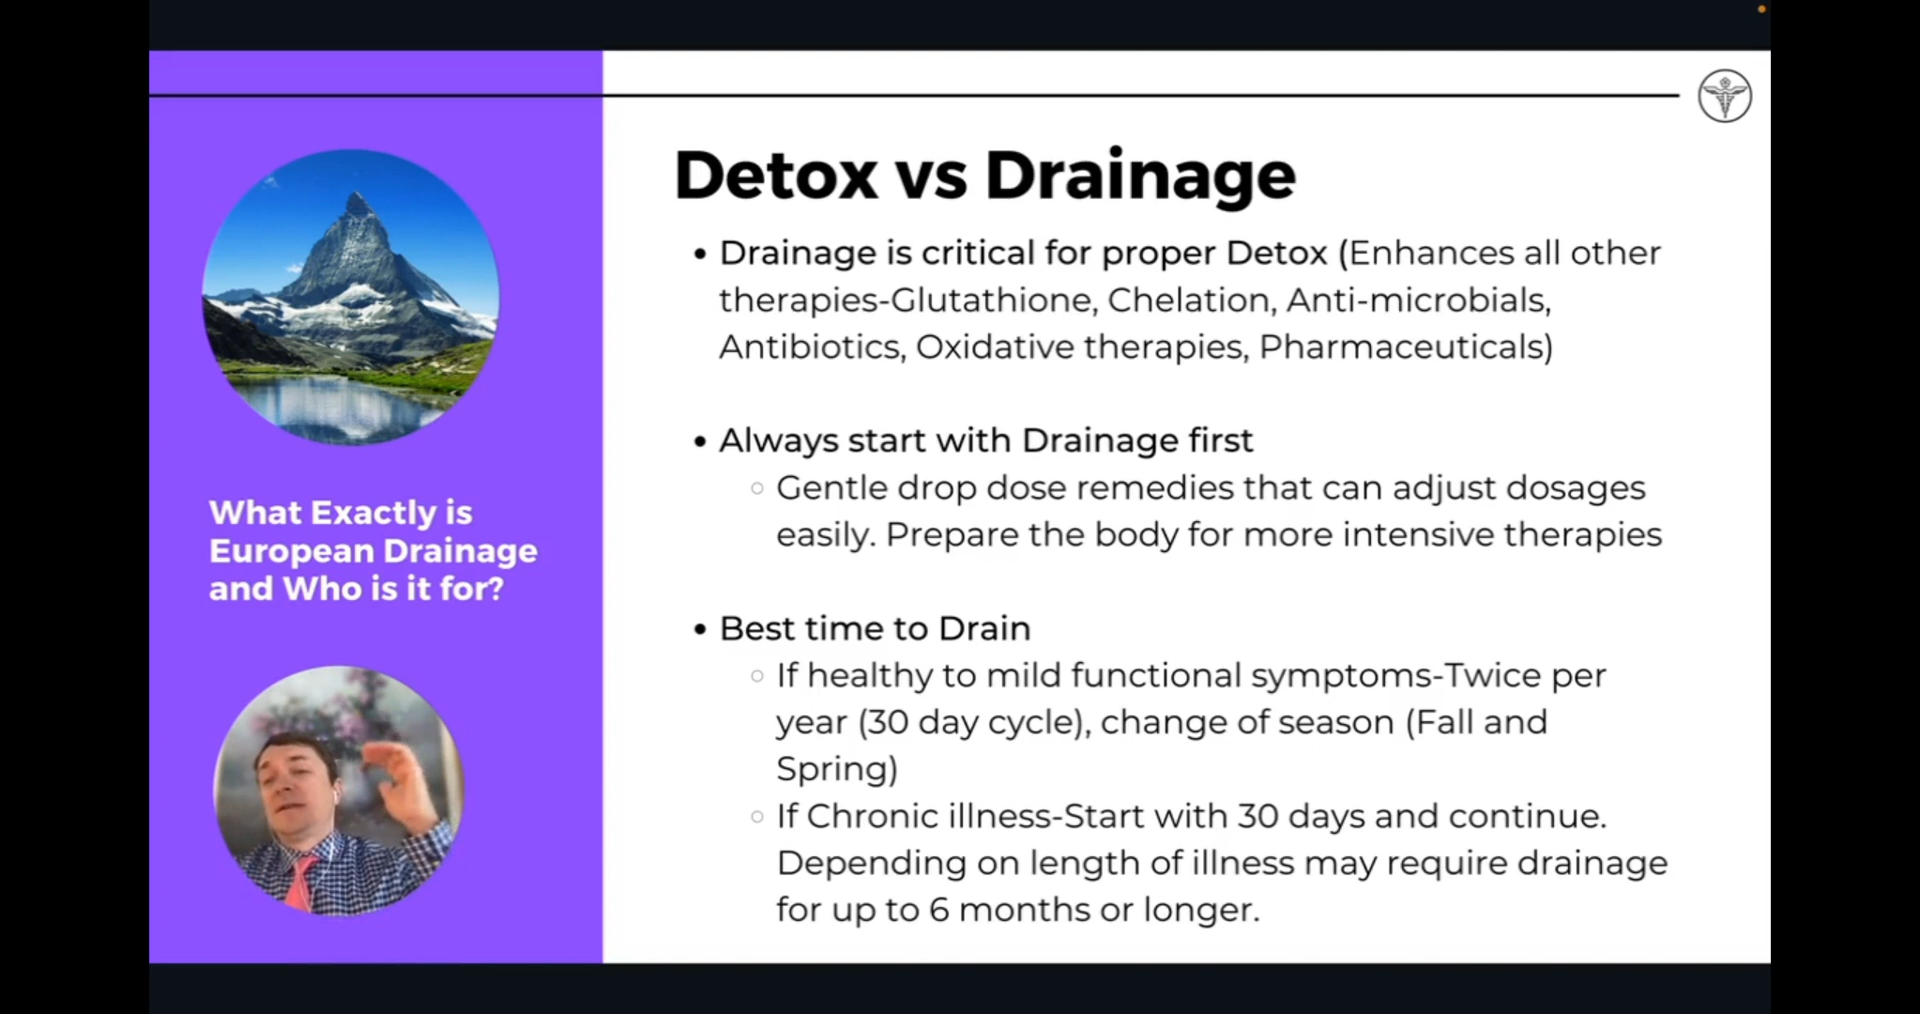 Detox vs Drainage
• Drainage is critical for proper Detox (Enhances all other
therapies-Glutathione, Chelation, Anti-microbials,
Antibiotics, Oxidative therapies, Pharmaceuticals)
• Always start with Drainage first
○ Gentle drop dose remedies that can adjust dosages
easily. Prepare the body for more intensive therapies
• Best time to Drain
○ If healthy to mild functional symptoms-Twice per
year (30 day cycle), change of season (Fall and
Spring)
○ If Chronic illness-Start with 30 days and continue.
Depending on length of illness may require drainage
for up to 6 months or longer.
What Exactly is
European Drainage
and Who is it for?